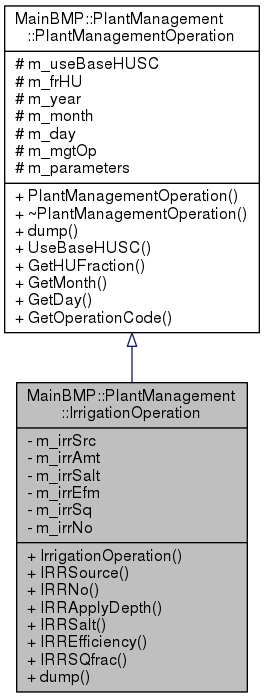 MainBMP::PlantManagement
::PlantManagementOperation
# m_useBaseHUSC
# m_frHU
# m_year
# m_month
# m_day
# m_mgtOp
# m_parameters
+ PlantManagementOperation()
+ ~PlantManagementOperation()
+ dump()
+ UseBaseHUSC()
+ GetHUFraction()
+ GetMonth()
+ GetDay()
+ GetOperationCode()
MainBMP::PlantManagement
::IrrigationOperation
- m_irrSrc
- m_irrAmt
- m_irrSalt
- m_irrEfm
- m_irrSq
- m_irrNo
+ IrrigationOperation()
+ IRRSource()
+ IRRNo()
+ IRRApplyDepth()
+ IRRSalt()
+ IRREfficiency()
+ IRRSQfrac()
+ dump()